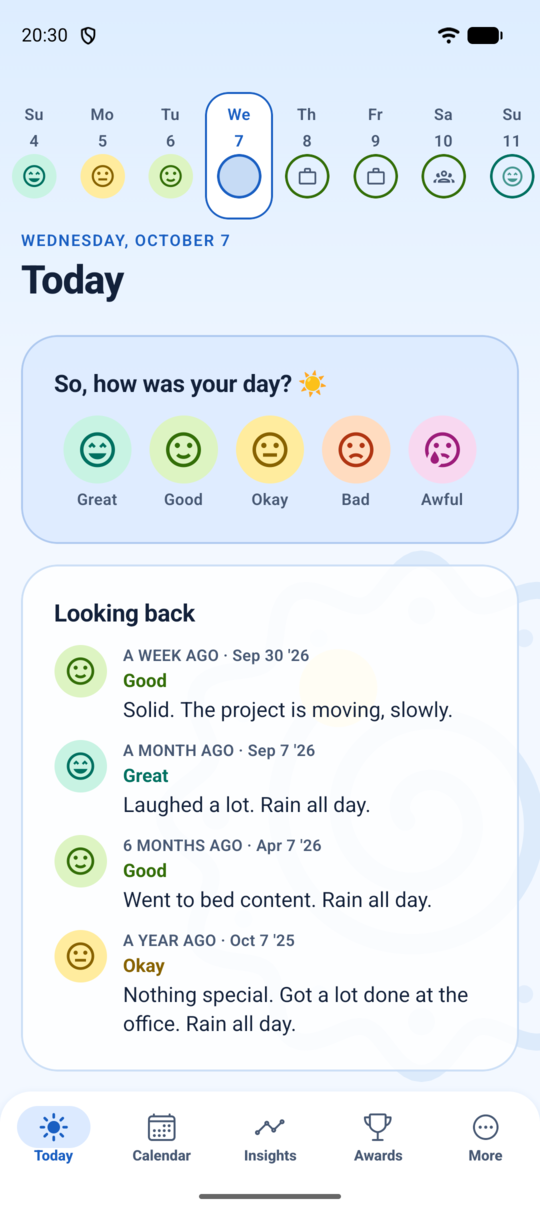 20:30
Su Mo Tu We Th Fr Sa Su
4 5 6 7 8 9 10 11
WEDNESDAY, OCTOBER 7
Today
So, how was your day? ☀️
Great Good Okay Bad Awful
Looking back
A WEEK AGO · Sep 30 '26
Good
Solid. The project is moving, slowly.
A MONTH AGO · Sep 7 '26
Great
Laughed a lot. Rain all day.
6 MONTHS AGO · Apr 7 '26
Good
Went to bed content. Rain all day.
A YEAR AGO · Oct 7 '25
Okay
Nothing special. Got a lot done at the
office. Rain all day.
Today Calendar Insights Awards More